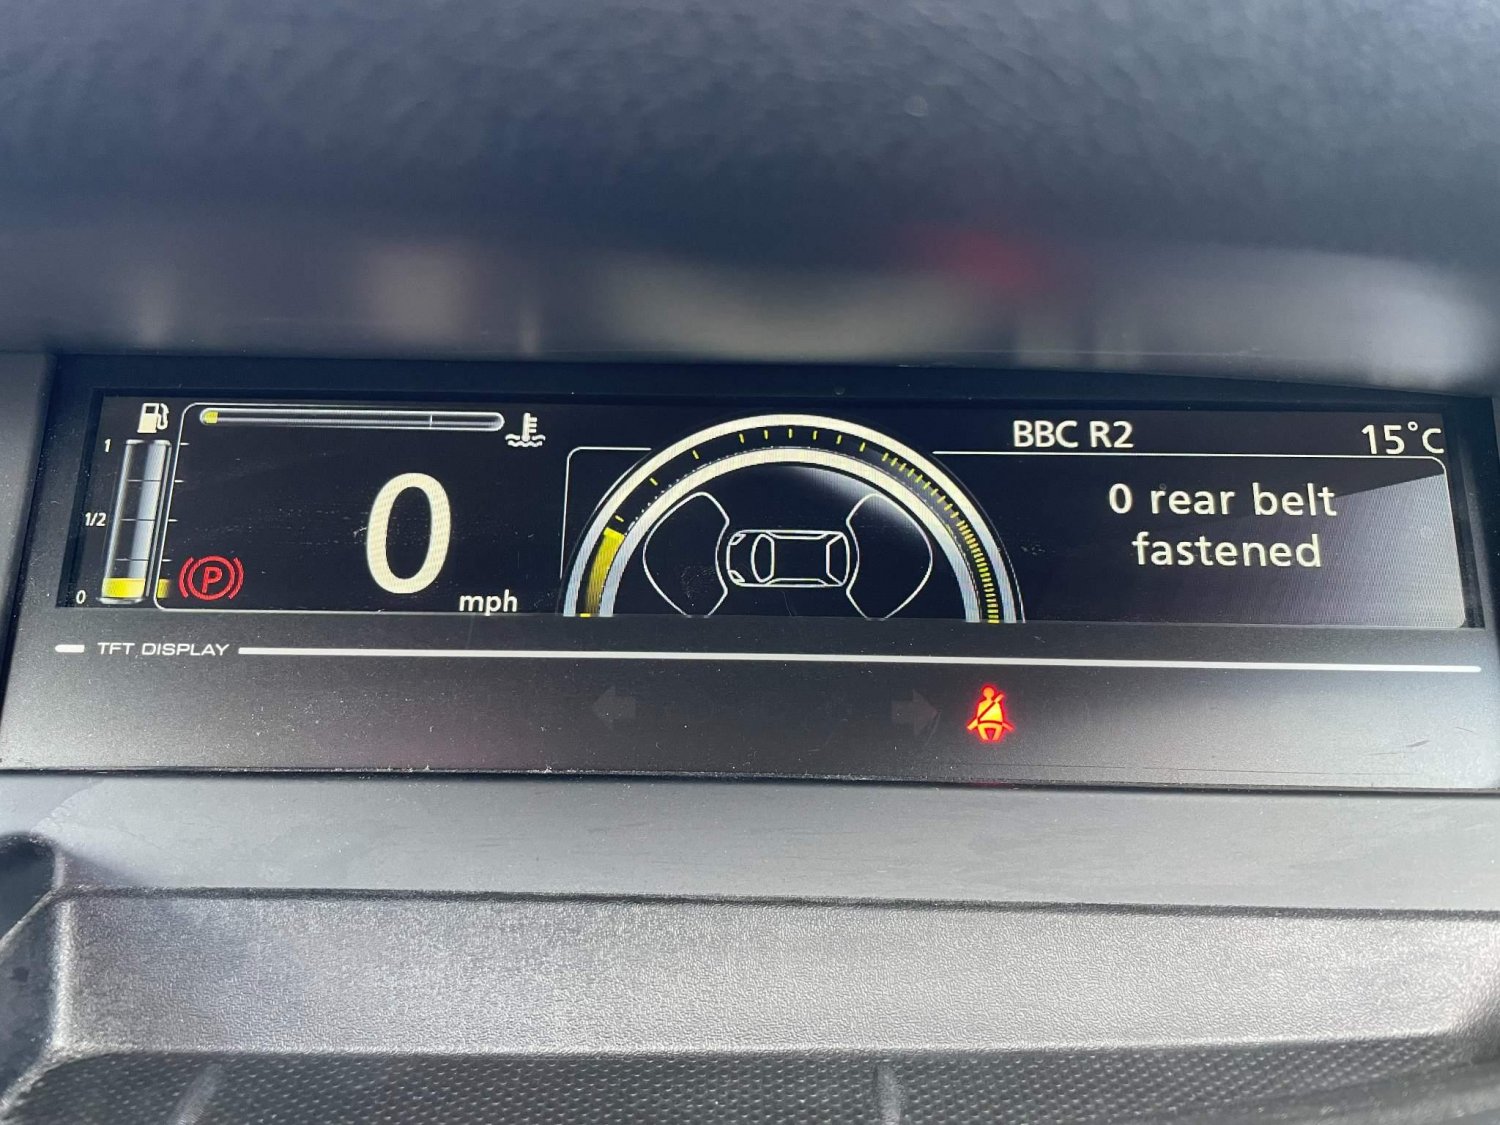 BBC R2
15°C
1
1/2
0
P
0
mph
0 rear belt
fastened
TFT DISPLAY